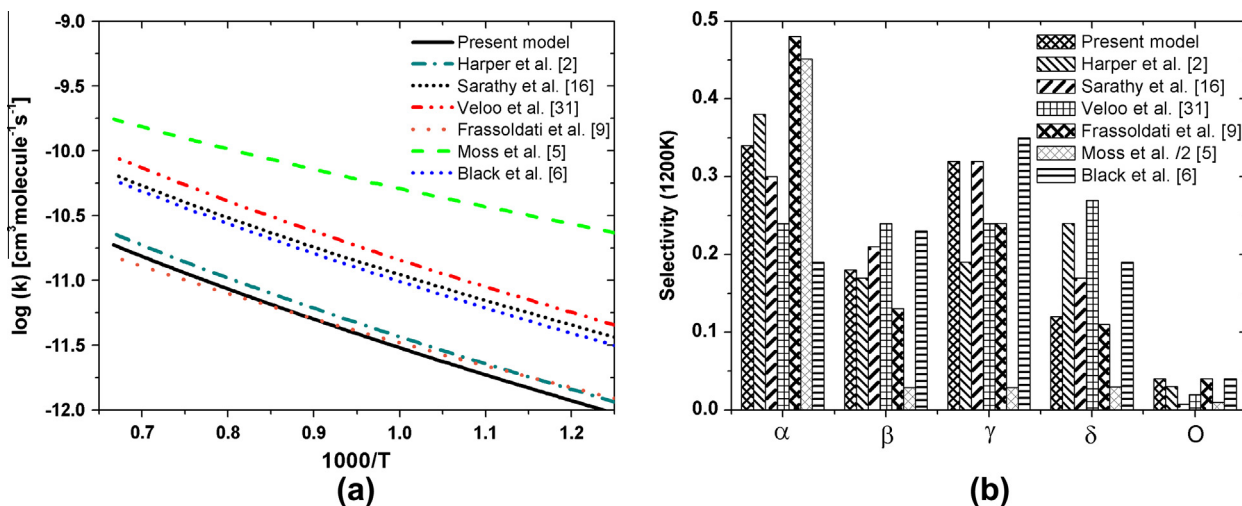 log (k) [cm³molecule⁻¹s⁻¹]
-9.0
-9.5
-10.0
-10.5
-11.0
-11.5
-12.0
Present model
Harper et al. [2]
Sarathy et al. [16]
Veloo et al. [31]
Frassoldati et al. [9]
Moss et al. [5]
Black et al. [6]
0.7 0.8 0.9 1.0 1.1 1.2
1000/T
(a)
Selectivity (1200K)
0.5
0.4
0.3
0.2
0.1
0.0
Present model
Harper et al. [2]
Sarathy et al. [16]
Veloo et al. [31]
Frassoldati et al. [9]
Moss et al. /2 [5]
Black et al. [6]
α β γ δ O
(b)